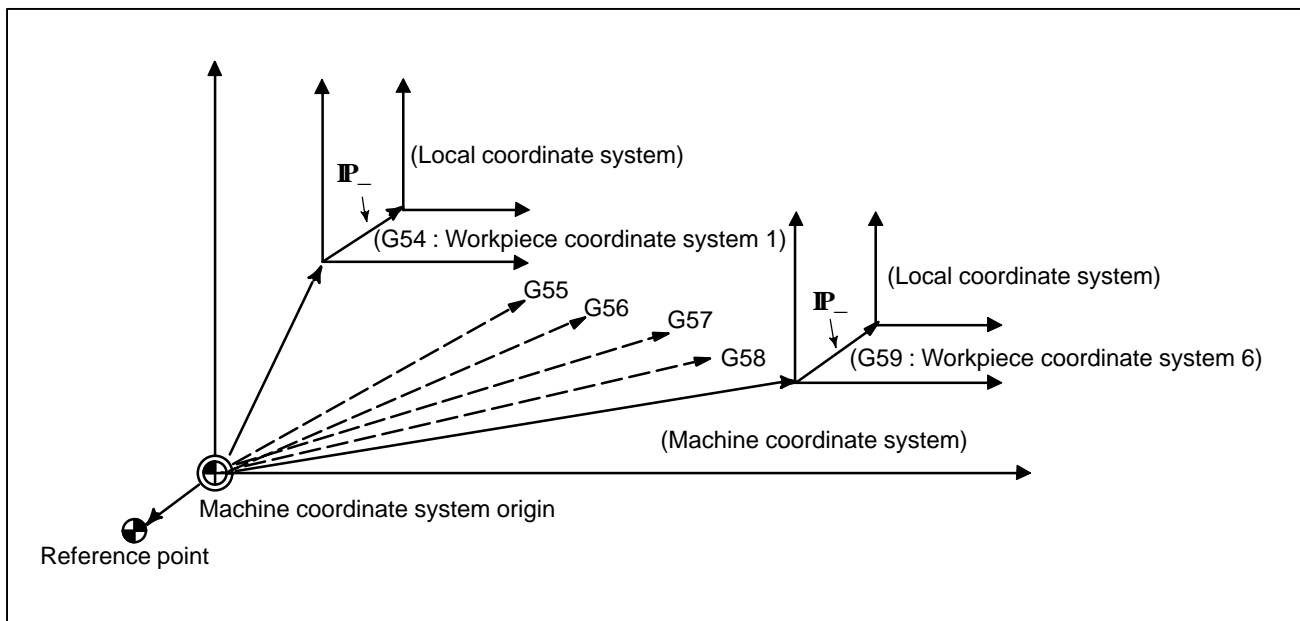 (Local coordinate system)
IP_
(G54 : Workpiece coordinate system 1)
G55
G56
G57
G58
(Local coordinate system)
IP_
(G59 : Workpiece coordinate system 6)
(Machine coordinate system)
Machine coordinate system origin
Reference point